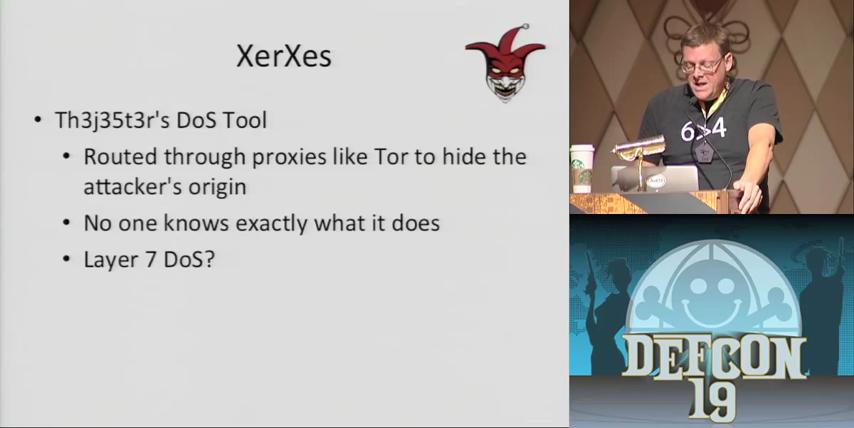 XerXes
• Th3j35t3r's DoS Tool
• Routed through proxies like Tor to hide the
attacker's origin
• No one knows exactly what it does
• Layer 7 DoS?
DEFCON
19